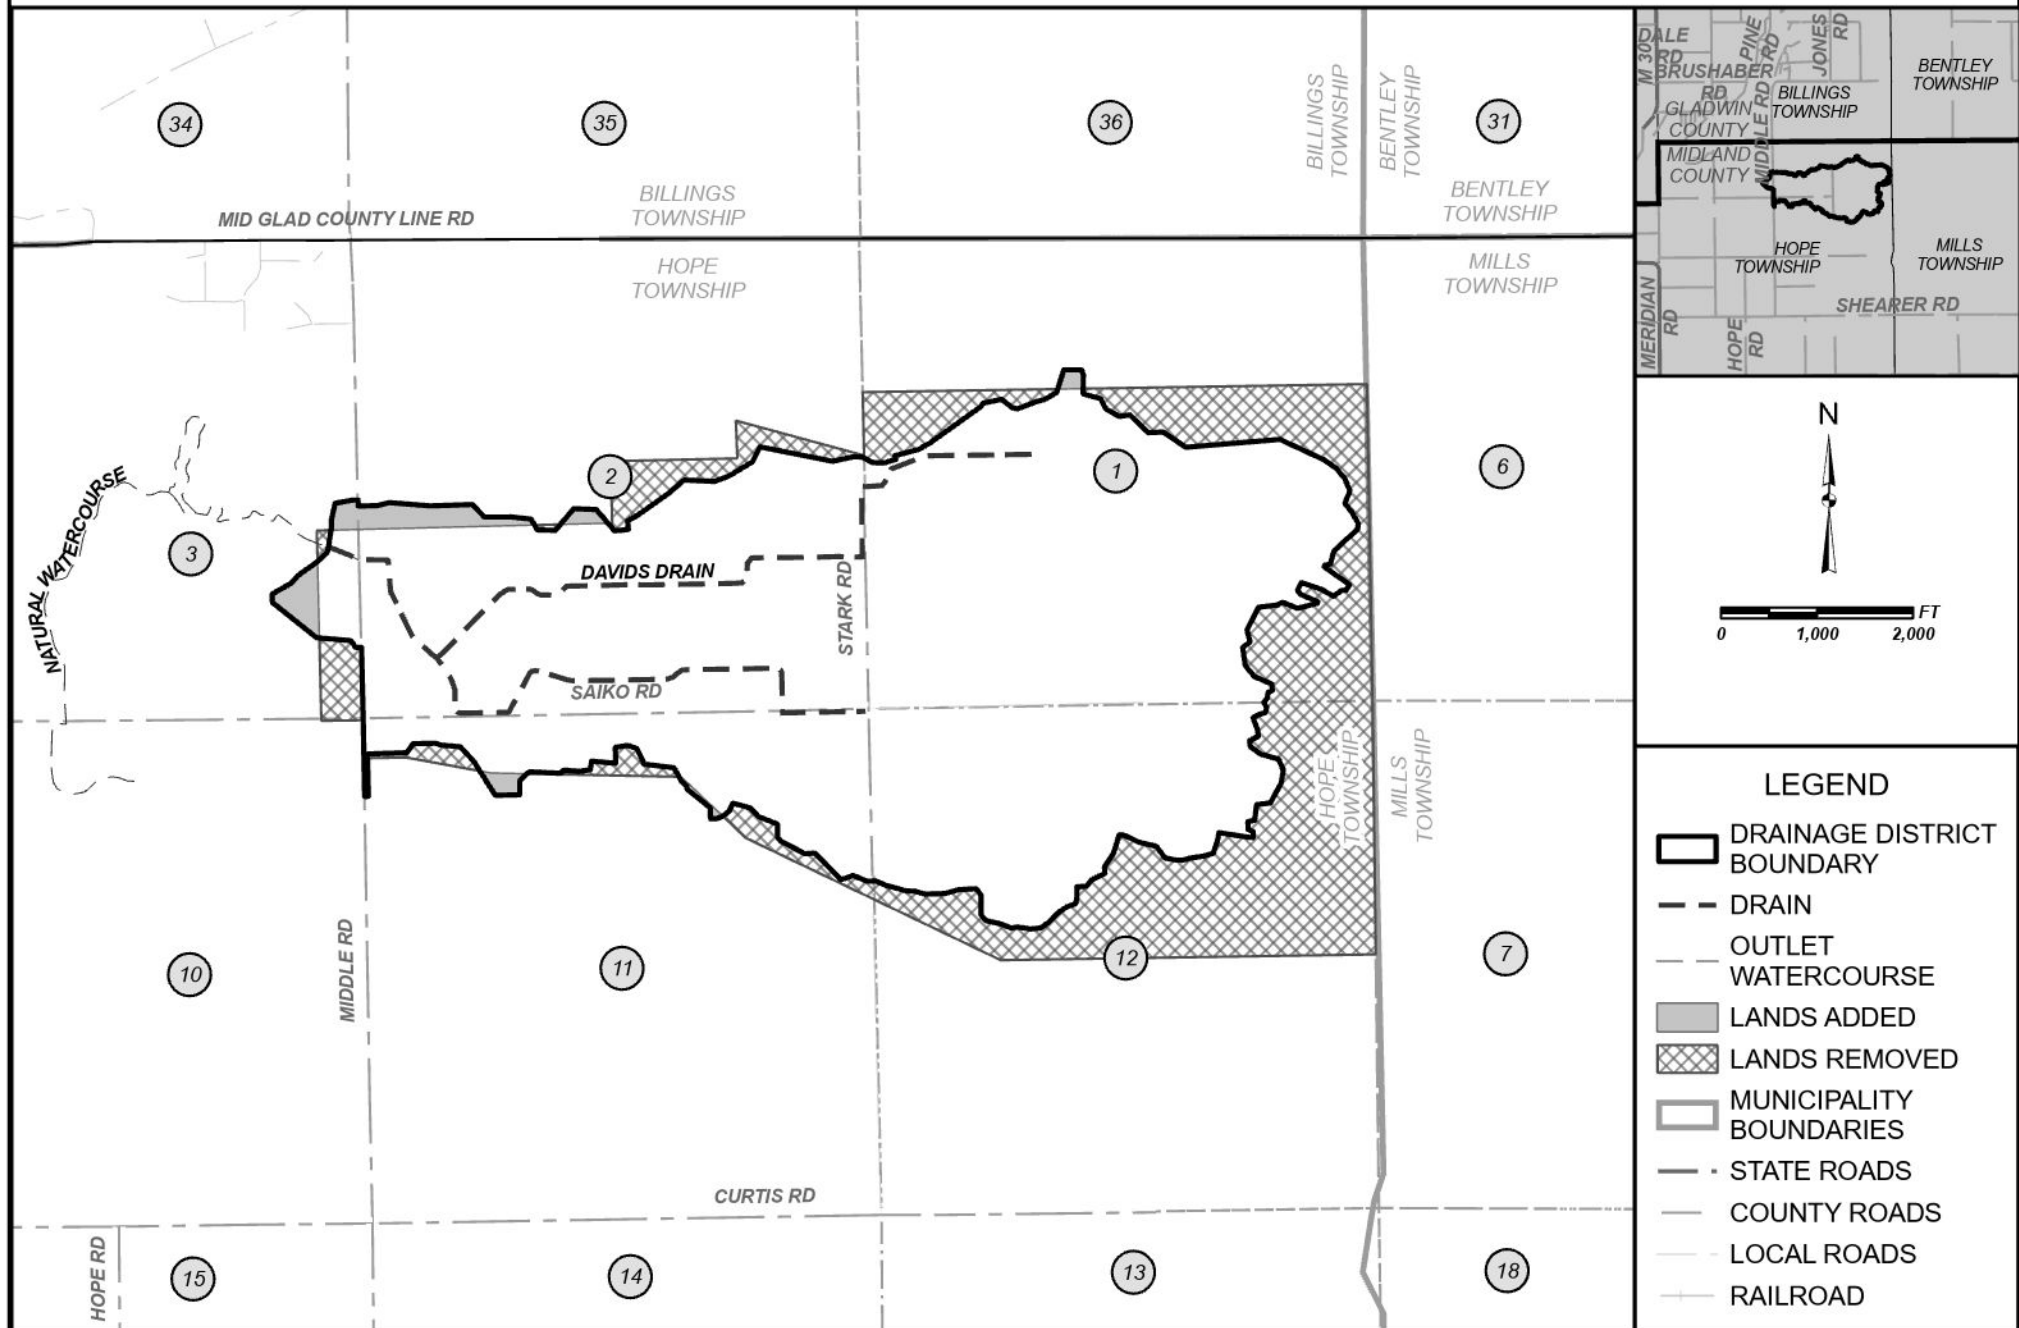 34
35
36
31
BILLINGS
TOWNSHIP
BENTLEY
TOWNSHIP
BILLINGS
TOWNSHIP
BENTLEY
TOWNSHIP
MID GLAD COUNTY LINE RD
HOPE
TOWNSHIP
MILLS
TOWNSHIP
2
1
6
NATURAL WATERCOURSE
3
DAVIDS DRAIN
STARK RD
SAIKO RD
HOPE
TOWNSHIP
MILLS
TOWNSHIP
MIDDLE RD
10
11
12
7
CURTIS RD
HOPE RD
15
14
13
18
M 30
DALE
RD
PINE
RD
JONES
RD
BRUSHABER
RD
MIDDLE RD
BENTLEY
TOWNSHIP
BILLINGS
TOWNSHIP
GLADWIN
COUNTY
MIDLAND
COUNTY
HOPE
TOWNSHIP
MILLS
TOWNSHIP
MERIDIAN
RD
HOPE
RD
SHEARER RD
N
FT
0 1,000 2,000
LEGEND
DRAINAGE DISTRICT
BOUNDARY
DRAIN
OUTLET
WATERCOURSE
LANDS ADDED
LANDS REMOVED
MUNICIPALITY
BOUNDARIES
STATE ROADS
COUNTY ROADS
LOCAL ROADS
RAILROAD